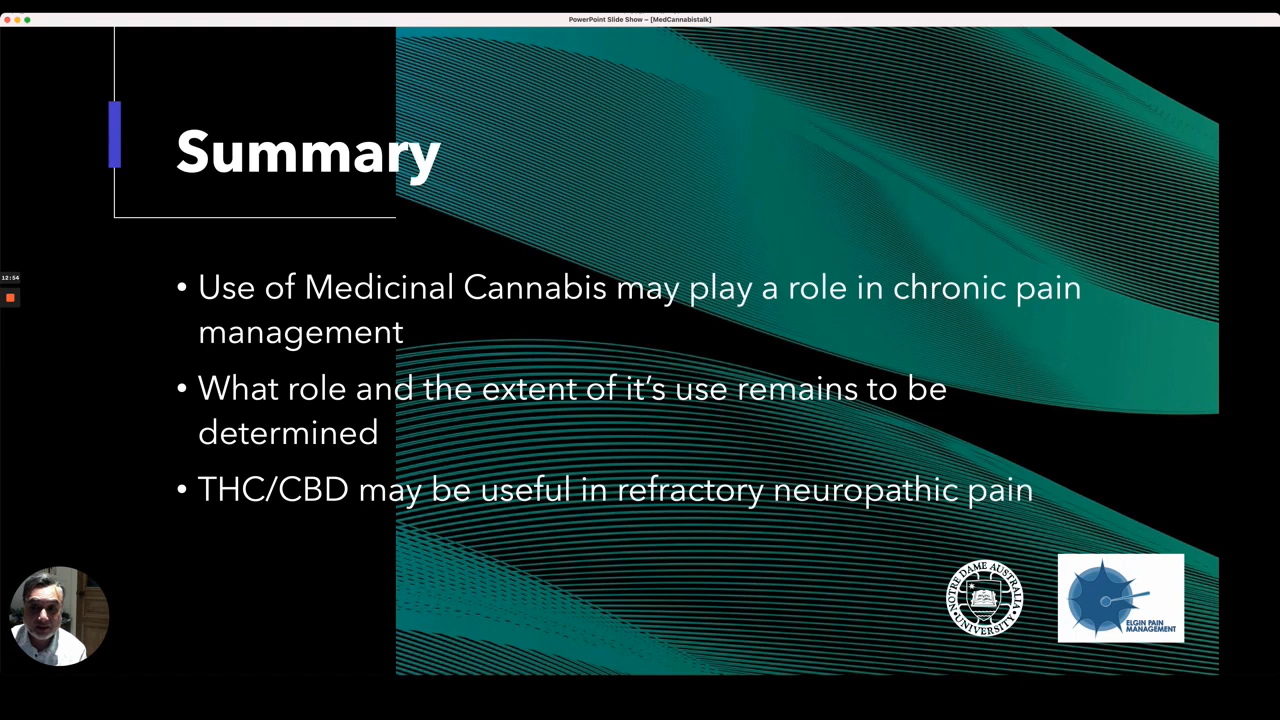 PowerPoint Slide Show – [MedCannabistalk]
Summary
12:54
• Use of Medicinal Cannabis may play a role in chronic pain
management
• What role and the extent of it’s use remains to be
determined
• THC/CBD may be useful in refractory neuropathic pain
NOTRE DAME AUSTRALIA
UNIVERSITY
ELGIN PAIN
MANAGEMENT